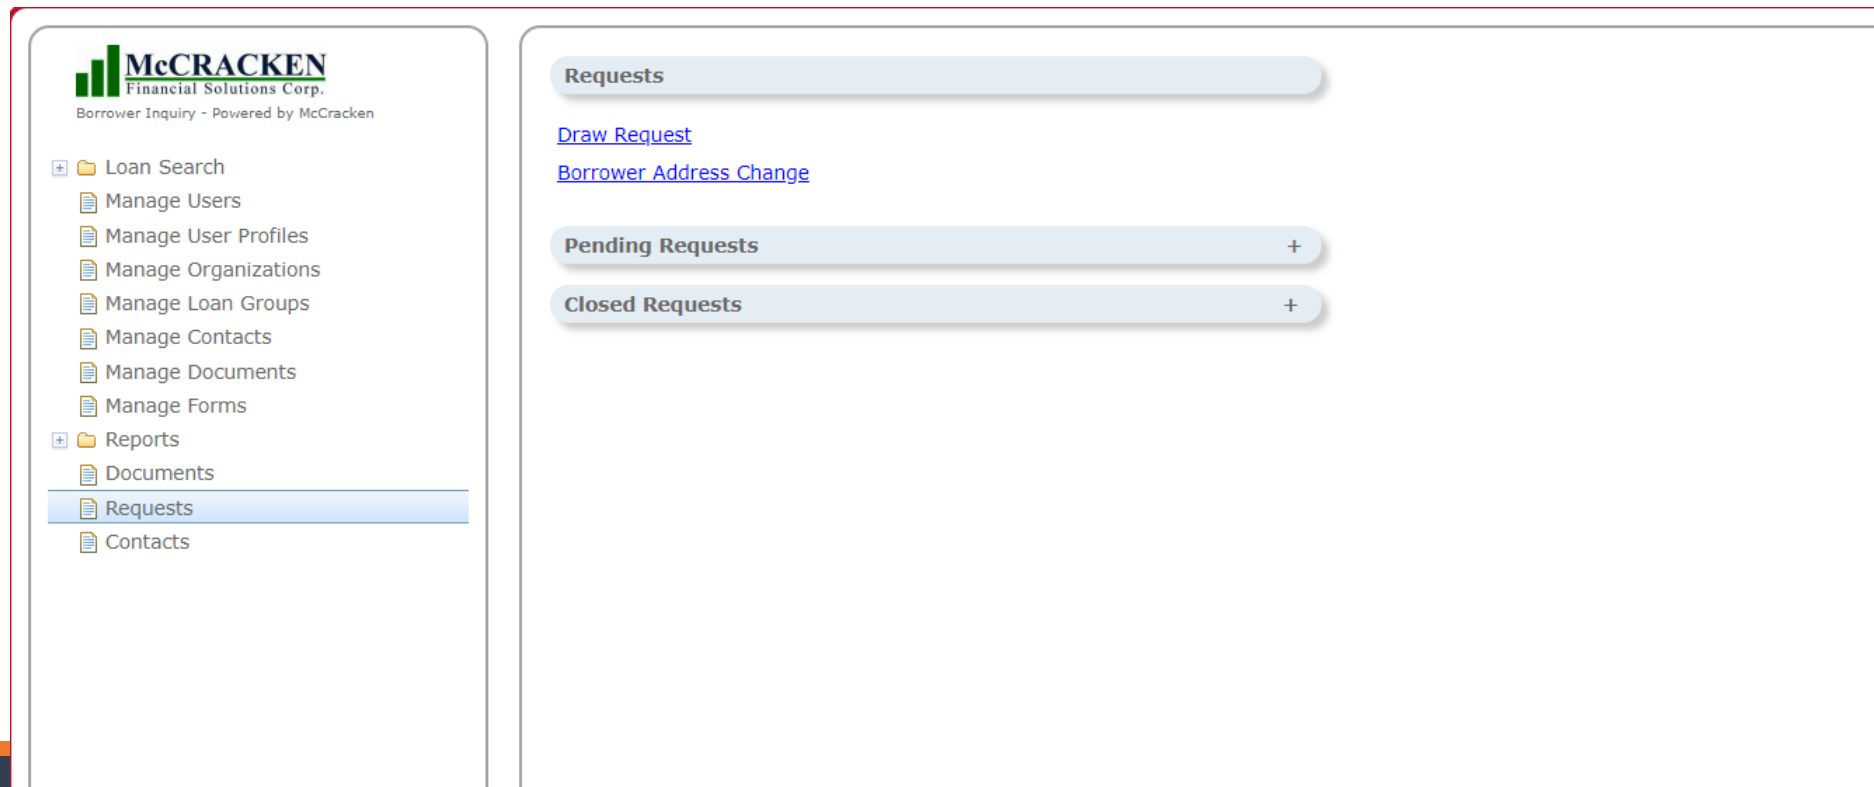 McCRACKEN
Financial Solutions Corp.
Borrower Inquiry - Powered by McCracken
Loan Search
Manage Users
Manage User Profiles
Manage Organizations
Manage Loan Groups
Manage Contacts
Manage Documents
Manage Forms
Reports
Documents
Requests
Contacts
Requests
Draw Request
Borrower Address Change
Pending Requests +
Closed Requests +